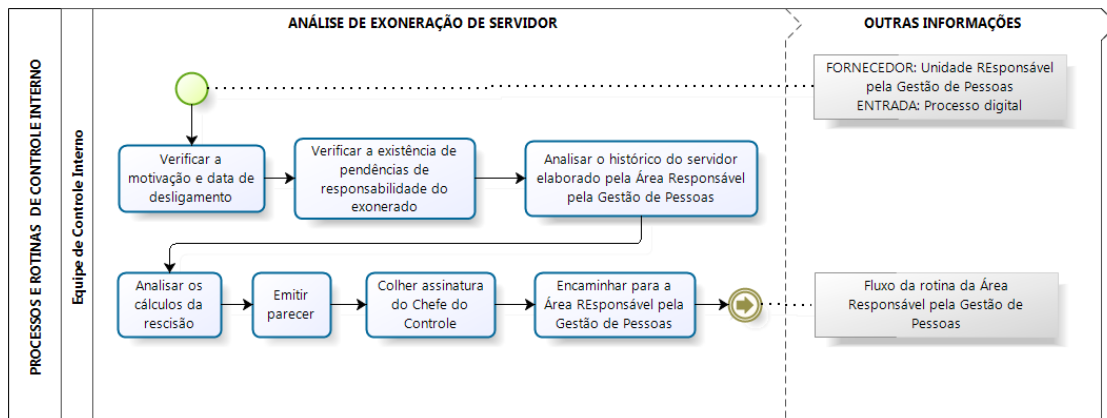 PROCESSOS E ROTINAS DE CONTROLE INTERNO
Equipe de Controle Interno
ANÁLISE DE EXONERAÇÃO DE SERVIDOR
OUTRAS INFORMAÇÕES
FORNECEDOR: Unidade REsponsável
pela Gestão de Pessoas
ENTRADA: Processo digital
Verificar a
motivação e data de
desligamento
Verificar a existência de
pendências de
responsabilidade do
exonerado
Analisar o histórico do servidor
elaborado pela Área Responsável
pela Gestão de Pessoas
Analisar os
cálculos da
rescisão
Emitir
parecer
Colher assinatura
do Chefe do
Controle
Encaminhar para a
Área REsponsável pela
Gestão de Pessoas
Fluxo da rotina da Área
Responsável pela Gestão de
Pessoas